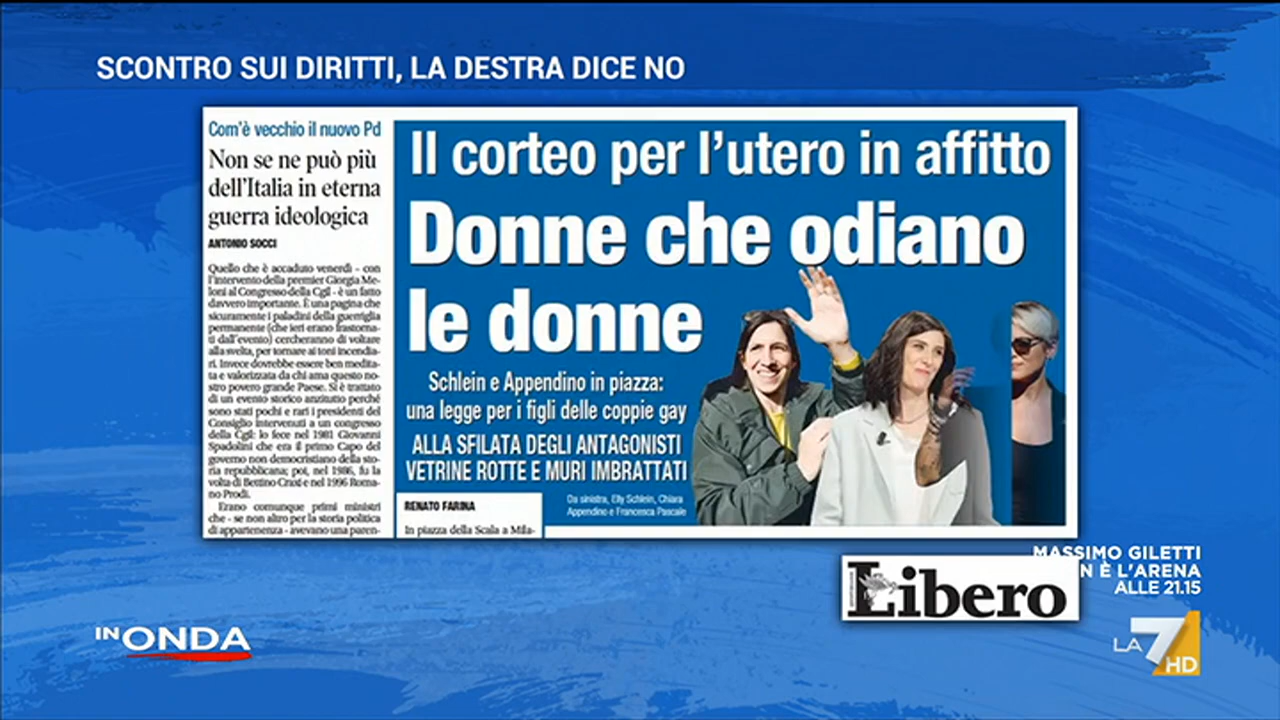 SCONTRO SUI DIRITTI, LA DESTRA DICE NO
Com'è vecchio il nuovo Pd
Non se ne può più
dell'Italia in eterna
guerra ideologica
ANTONIO SOCCI
Quello che è accaduto venerdì - con
l'intervento della premier Giorgia Me-
loni al Congresso della Cgil - è un fatto
davvero importante. È una pagina che
sicuramente i paladini della guerriglia
permanente (che ieri erano frastorna-
ti dall'evento) cercheranno di voltare
alla svelta, per tornare ai toni incendia-
ri. Invece dovrebbe essere ben medita-
ta e valorizzata da chi ama questo no-
stro povero grande Paese. Si è trattato
di un evento storico anzitutto perché
sono stati pochi e rari i presidenti del
Consiglio intervenuti a un congresso
della Cgil: lo fece nel 1981 Giovanni
Spadolini che era il primo Capo del
governo non democristiano della sto-
ria repubblicana; poi, nel 1986, fu la
volta di Bettino Craxi e nel 1996 Roma-
no Prodi.
Erano comunque primi ministri
che - se non altro per la storia politica
di appartenenza - avevano una paren-
Il corteo per l'utero in affitto
Donne che odiano
le donne
Schlein e Appendino in piazza:
una legge per i figli delle coppie gay
ALLA SFILATA DEGLI ANTAGONISTI
VETRINE ROTTE E MURI IMBRATTATI
Da sinistra, Elly Schlein, Chiara
Appendino e Francesca Pascale
RENATO FARINA
In piazza della Scala a Mila-
MASSIMO GILETTI
N È L'ARENA
ALLE 21.15
Libero
IN ONDA
LA 7 HD